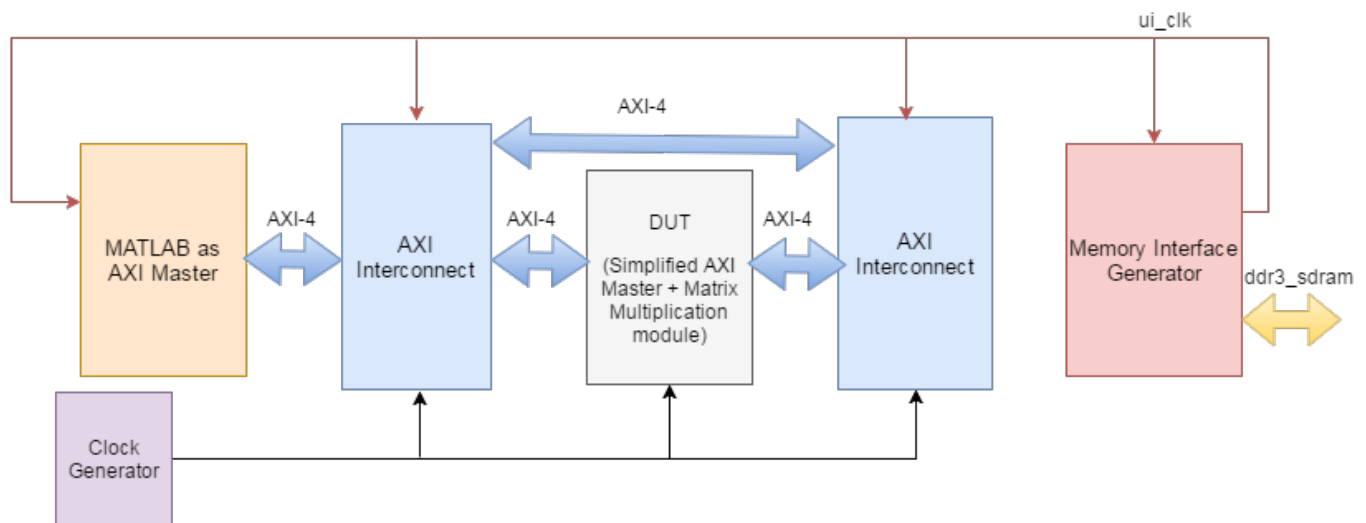 ui_clk
AXI-4
MATLAB as
AXI Master
AXI-4
AXI
Interconnect
AXI-4
DUT
(Simplified AXI
Master + Matrix
Multiplication
module)
AXI-4
AXI
Interconnect
Memory Interface
Generator
ddr3_sdram
Clock
Generator